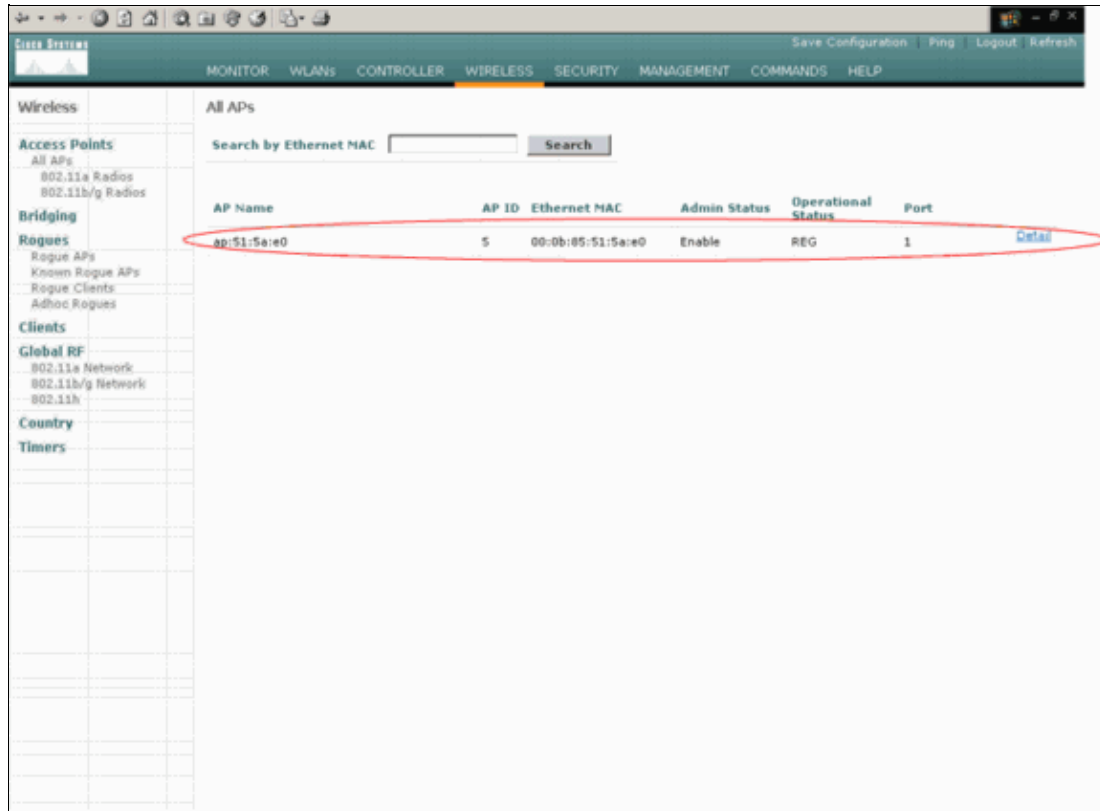 Cisco Systems
Save Configuration | Ping | Logout | Refresh
MONITOR WLANs CONTROLLER WIRELESS SECURITY MANAGEMENT COMMANDS HELP
Wireless
Access Points
All APs
802.11a Radios
802.11b/g Radios
Bridging
Rogues
Rogue APs
Known Rogue APs
Rogue Clients
Adhoc Rogues
Clients
Global RF
802.11a Network
802.11b/g Network
802.11h
Country
Timers
All APs
Search by Ethernet MAC Search
AP Name AP ID Ethernet MAC Admin Status Operational Status Port
ap:51:5a:e0 5 00:0b:85:51:5a:e0 Enable REG 1 Detail